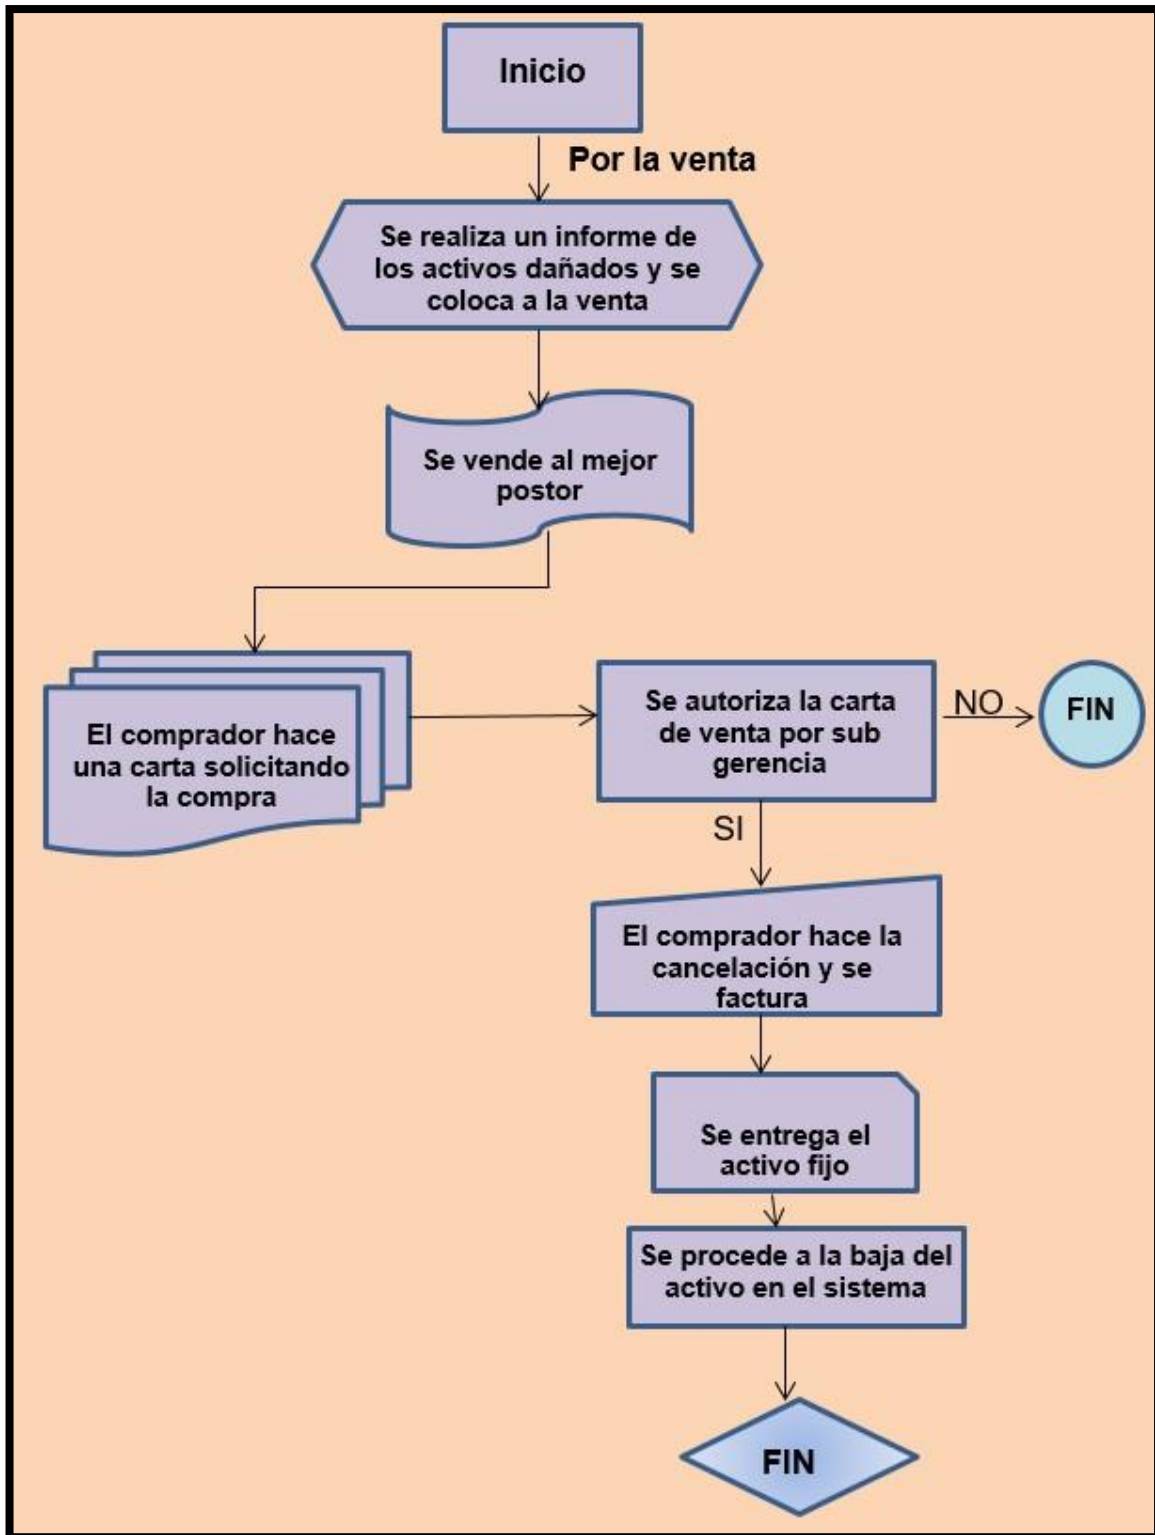 Inicio
Por la venta
Se realiza un informe de
los activos dañados y se
coloca a la venta
Se vende al mejor
postor
El comprador hace
una carta solicitando
la compra
Se autoriza la carta
de venta por sub
gerencia
NO
FIN
SI
El comprador hace la
cancelación y se
factura
Se entrega el
activo fijo
Se procede a la baja del
activo en el sistema
FIN